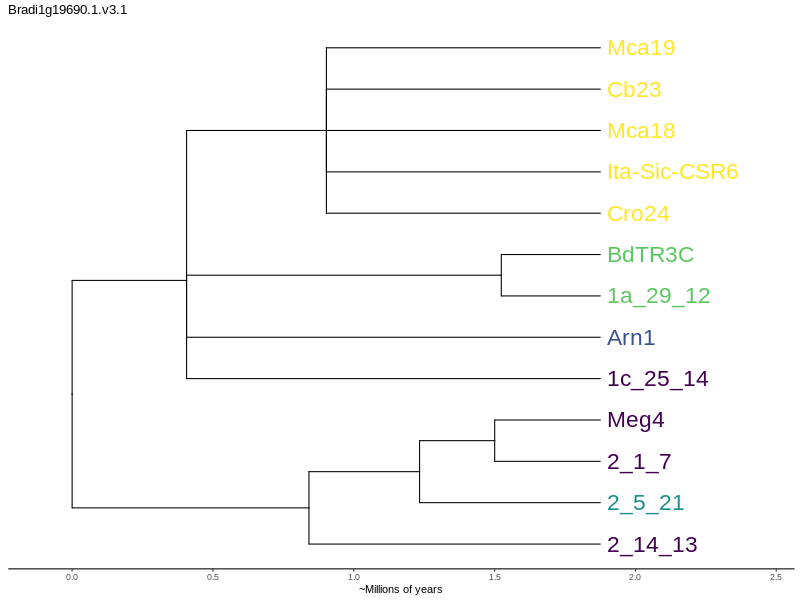 Bradi1g19690.1.v3.1
Mca19
Cb23
Mca18
Ita-Sic-CSR6
Cro24
BdTR3C
1a_29_12
Arn1
1c_25_14
Meg4
2_1_7
2_5_21
2_14_13
0.0 0.5 1.0 1.5 2.0 2.5
~Millions of years